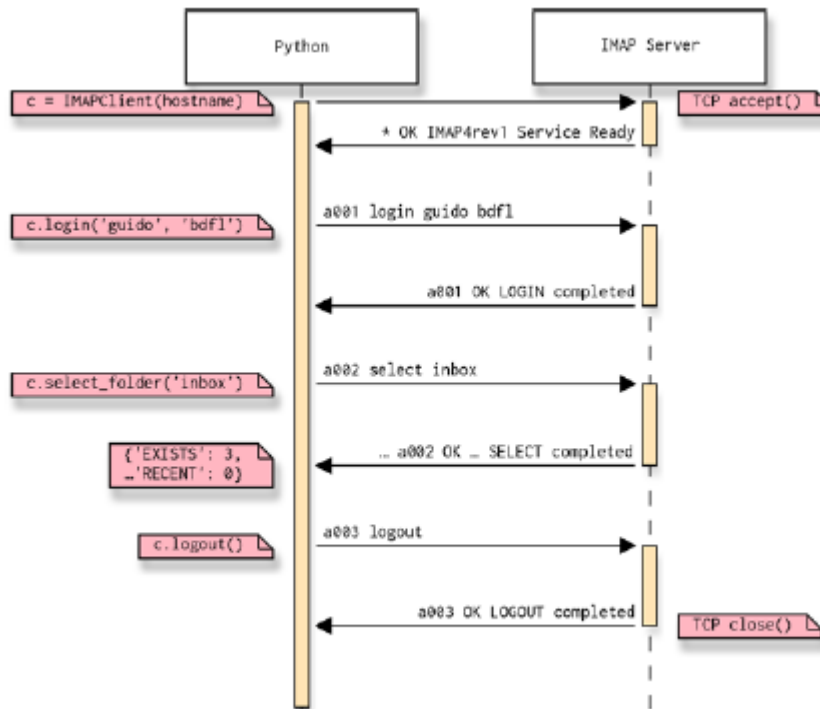 Python
IMAP Server
c = IMAPClient(hostname)
TCP accept()
* OK IMAP4rev1 Service Ready
c.login('guido', 'bdfl')
a001 login guido bdfl
a001 OK LOGIN completed
c.select_folder('inbox')
a002 select inbox
{'EXISTS': 3,
…'RECENT': 0}
… a002 OK … SELECT completed
c.logout()
a003 logout
a003 OK LOGOUT completed
TCP close()